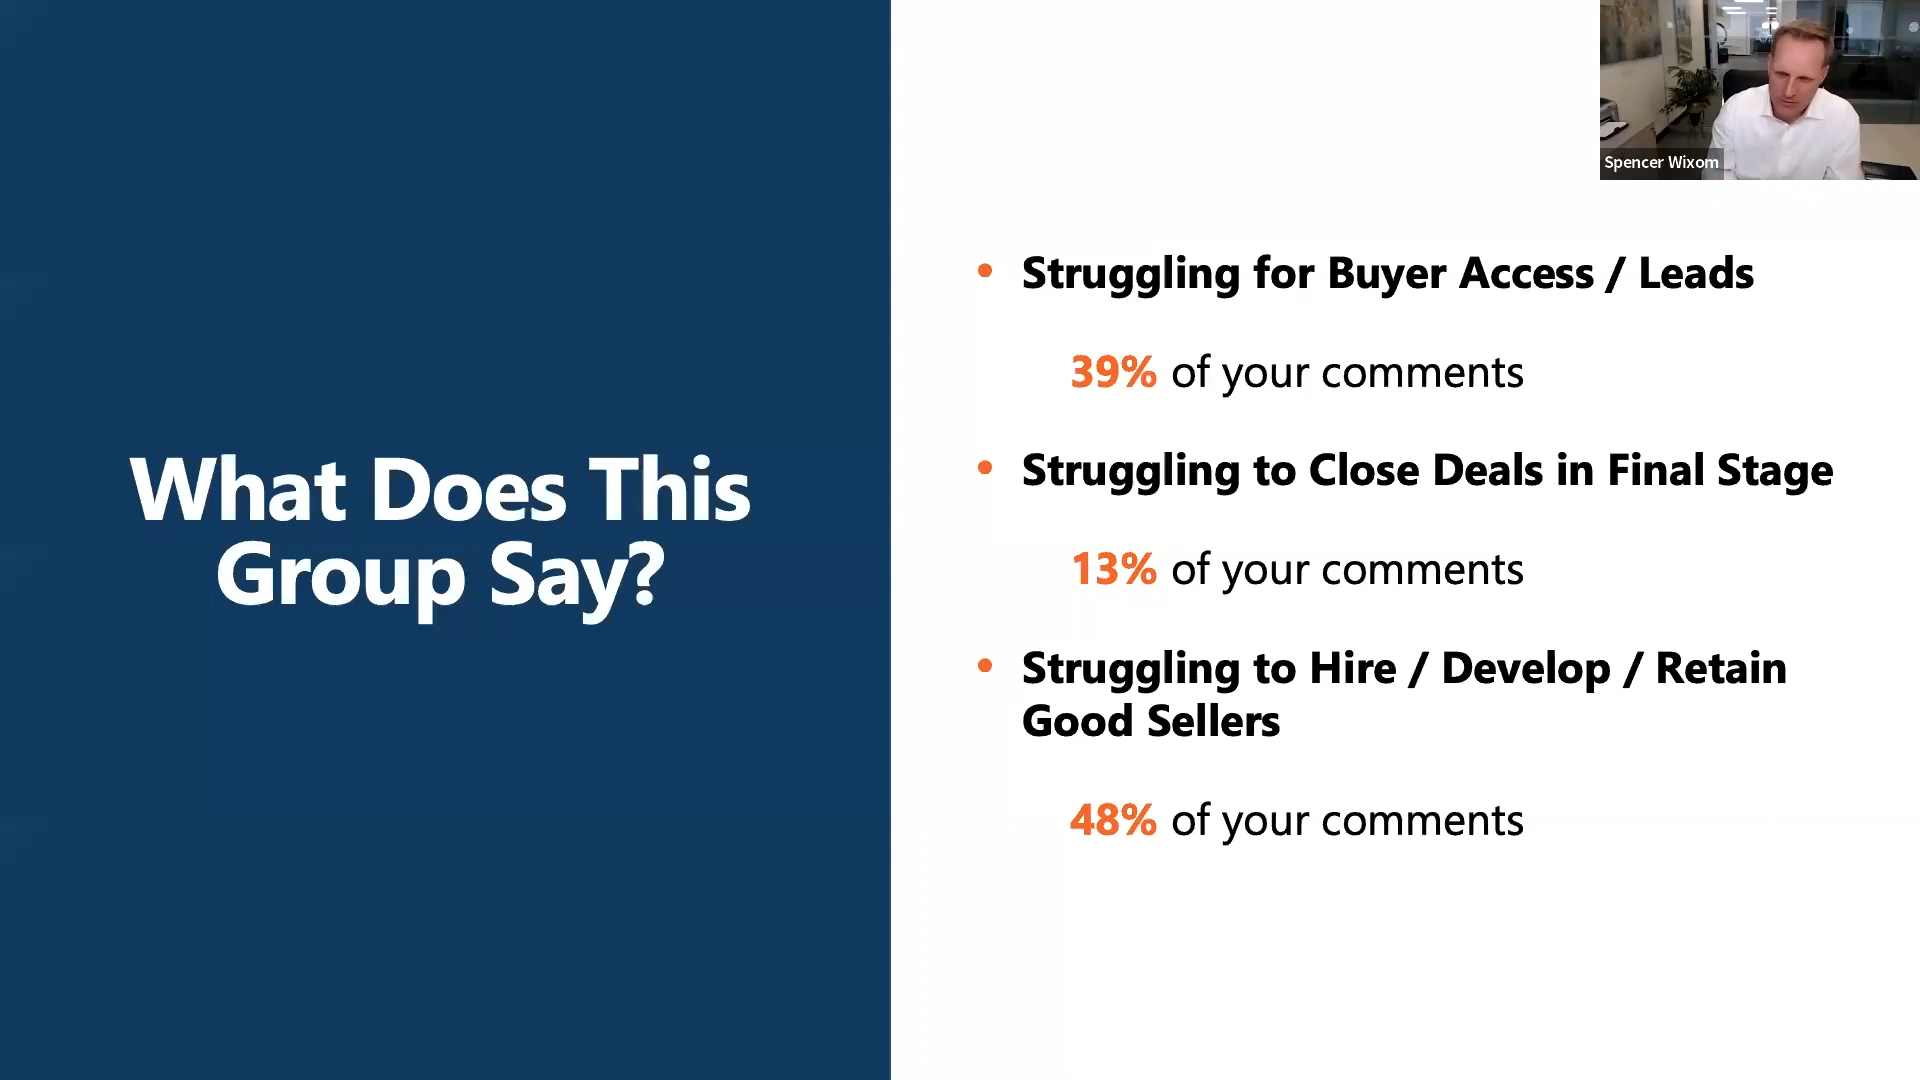 Spencer Wixom
What Does This
Group Say?
• Struggling for Buyer Access / Leads
39% of your comments
• Struggling to Close Deals in Final Stage
13% of your comments
• Struggling to Hire / Develop / Retain
Good Sellers
48% of your comments